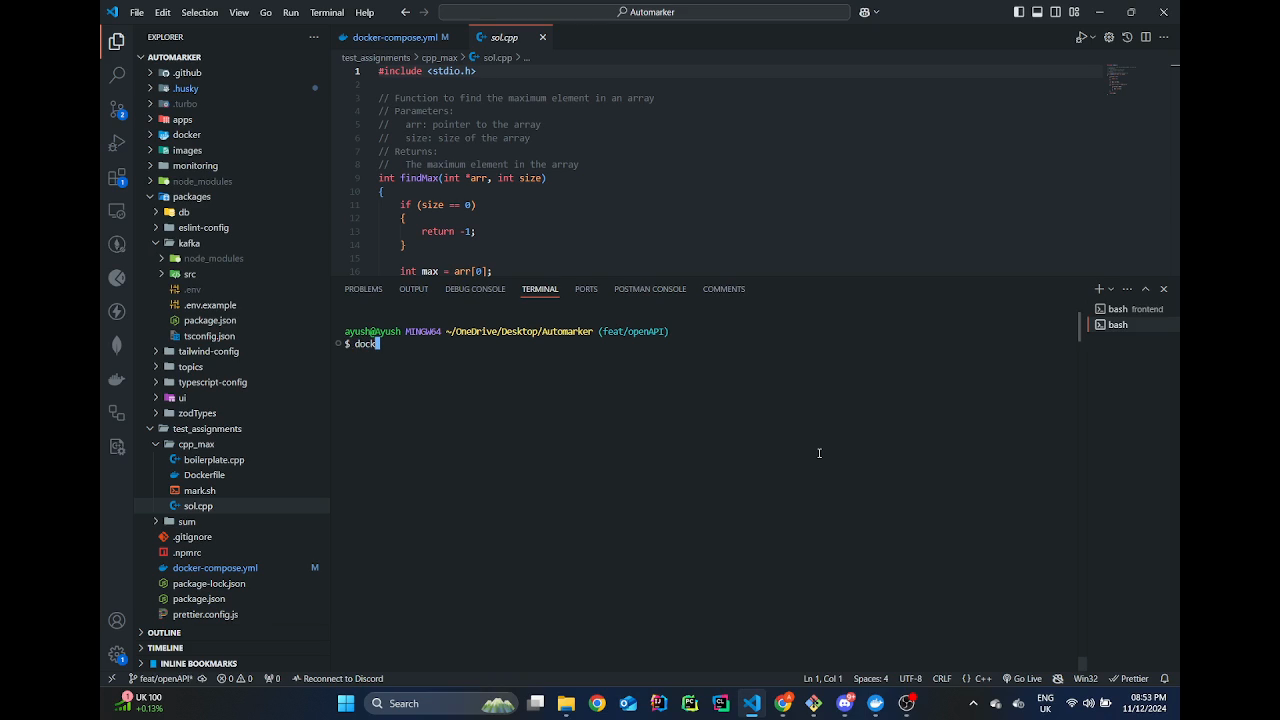 File Edit Selection View Go Run Terminal Help
Automarker
EXPLORER
docker-compose.yml M
sol.cpp
AUTOMARKER
test_assignments > cpp_max > sol.cpp > ...
.github
.husky
.turbo
apps
docker
images
monitoring
node_modules
packages
db
eslint-config
kafka
node_modules
src
.env
.env.example
package.json
tsconfig.json
tailwind-config
topics
typescript-config
ui
zodTypes
test_assignments
cpp_max
boilerplate.cpp
Dockerfile
mark.sh
sol.cpp
sum
.gitignore
.npmrc
docker-compose.yml M
package-lock.json
package.json
prettier.config.js
OUTLINE
TIMELINE
INLINE BOOKMARKS
1 #include <stdio.h>
2
3 // Function to find the maximum element in an array
4 // Parameters:
5 //   arr: pointer to the array
6 //   size: size of the array
7 // Returns:
8 //   The maximum element in the array
9 int findMax(int *arr, int size)
10 {
11 if (size == 0)
12 {
13 return -1;
14 }
15
16 int max = arr[0];
PROBLEMS OUTPUT DEBUG CONSOLE TERMINAL PORTS POSTMAN CONSOLE COMMENTS
bash frontend
bash
ayush@Ayush MINGW64 ~/OneDrive/Desktop/Automarker (feat/openAPI)
$ dock
feat/openAPI* 0 0 0 Reconnect to Discord
Ln 1, Col 1 Spaces: 4 UTF-8 CRLF {} C++ Go Live Win32 Prettier
UK 100
+0.13%
Search
ENG
UK
08:53 PM
11/12/2024